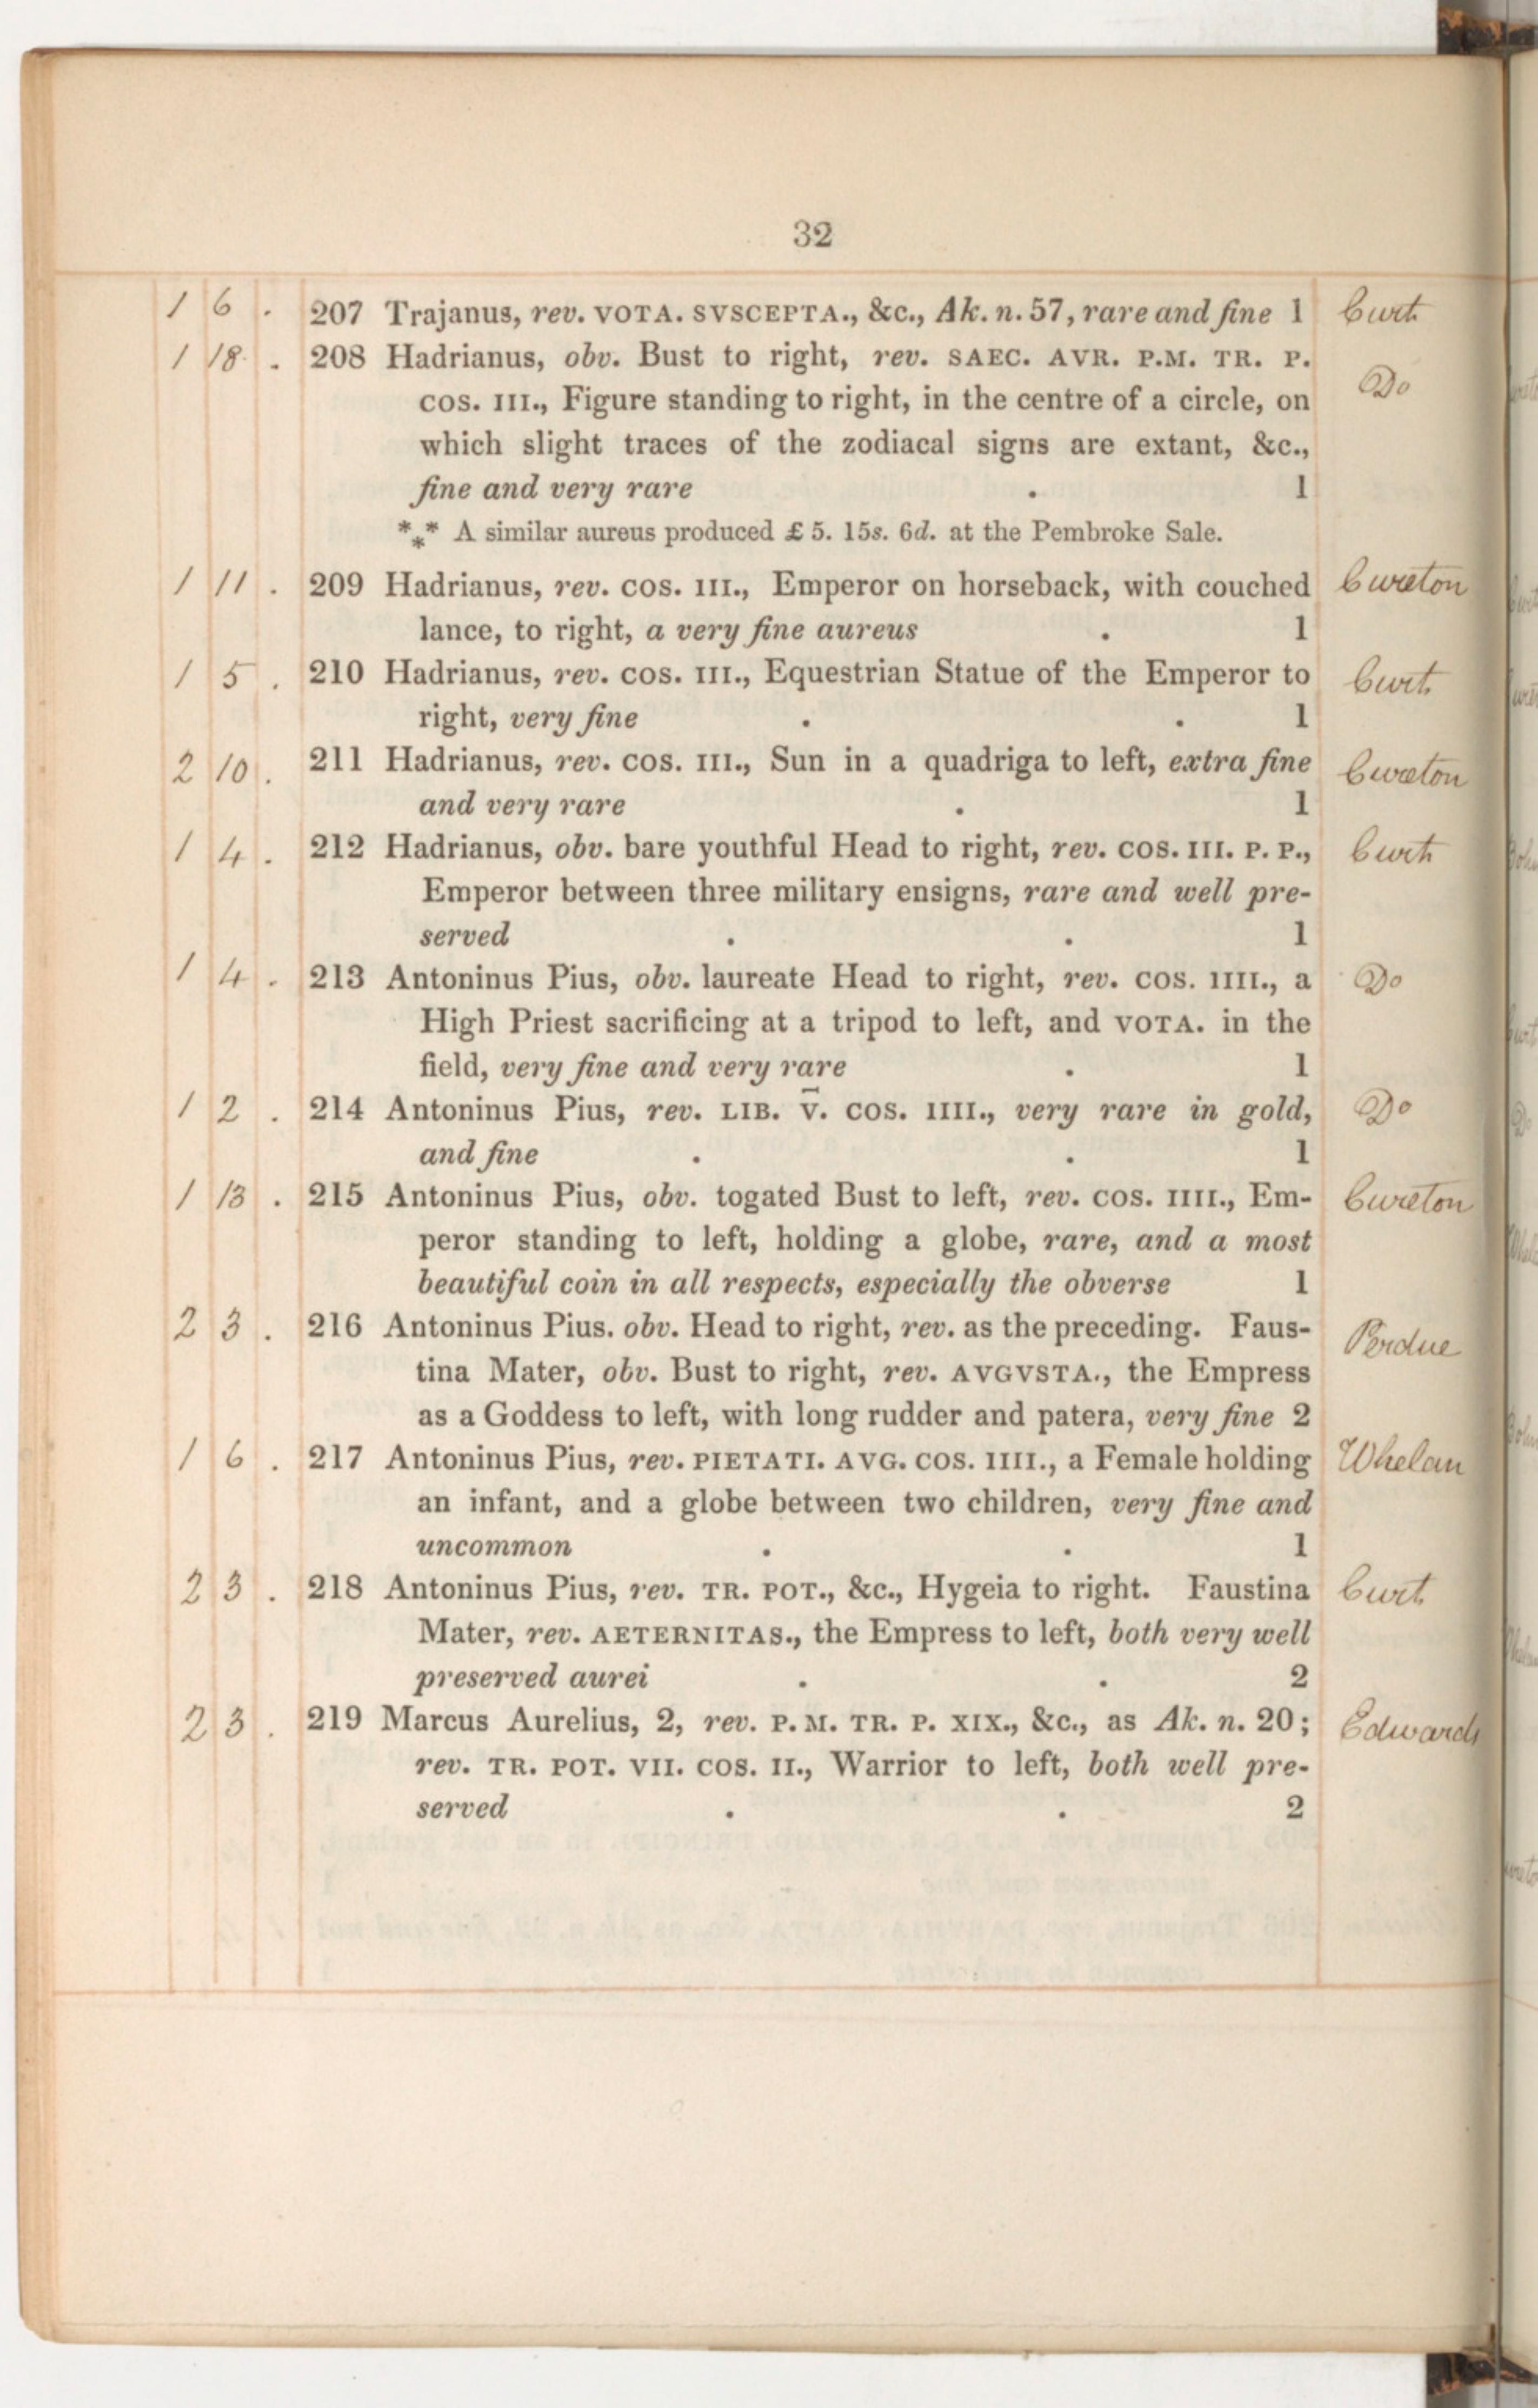 32
1 6 . 207 Trajanus, rev. VOTA. SVSCEPTA., &c., Ak. n. 57, rare and fine 1 Curt
1 18 . 208 Hadrianus, obv. Bust to right, rev. SAEC. AVR. P.M. TR. P.
COS. III., Figure standing to right, in the centre of a circle, on Do
which slight traces of the zodiacal signs are extant, &c.,
fine and very rare . 1
*** A similar aureus produced £5. 15s. 6d. at the Pembroke Sale.
1 11 . 209 Hadrianus, rev. COS. III., Emperor on horseback, with couched Cureton
lance, to right, a very fine aureus . 1
1 5 . 210 Hadrianus, rev. COS. III., Equestrian Statue of the Emperor to Curt
right, very fine . . 1
2 10 . 211 Hadrianus, rev. COS. III., Sun in a quadriga to left, extra fine Cureton
and very rare . 1
1 4 . 212 Hadrianus, obv. bare youthful Head to right, rev. COS. III. P. P., Curt
Emperor between three military ensigns, rare and well pre-
served . . 1
1 4 . 213 Antoninus Pius, obv. laureate Head to right, rev. COS. IIII., a Do
High Priest sacrificing at a tripod to left, and VOTA. in the
field, very fine and very rare . 1
1 2 . 214 Antoninus Pius, rev. LIB. V̄. COS. IIII., very rare in gold, Do
and fine . . 1
1 13 . 215 Antoninus Pius, obv. togated Bust to left, rev. COS. IIII., Em- Cureton
peror standing to left, holding a globe, rare, and a most
beautiful coin in all respects, especially the obverse 1
2 3 . 216 Antoninus Pius. obv. Head to right, rev. as the preceding. Faus- Perdue
tina Mater, obv. Bust to right, rev. AVGVSTA., the Empress
as a Goddess to left, with long rudder and patera, very fine 2
1 6 . 217 Antoninus Pius, rev. PIETATI. AVG. COS. IIII., a Female holding Whelan
an infant, and a globe between two children, very fine and
uncommon . . 1
2 3 . 218 Antoninus Pius, rev. TR. POT., &c., Hygeia to right. Faustina Curt
Mater, rev. AETERNITAS., the Empress to left, both very well
preserved aurei . . 2
2 3 . 219 Marcus Aurelius, 2, rev. P. M. TR. P. XIX., &c., as Ak. n. 20; Edwards
rev. TR. POT. VII. COS. II., Warrior to left, both well pre-
served . . 2